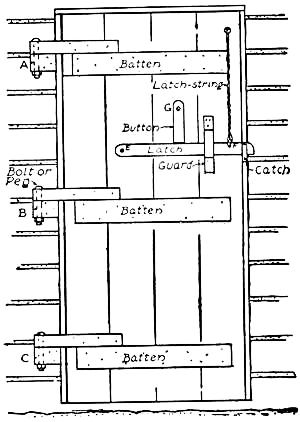 A
Batten
Latch-string
G
Button
E
Latch
F
Guard
Catch
Bolt or
Peg
B
Batten
C
Batten